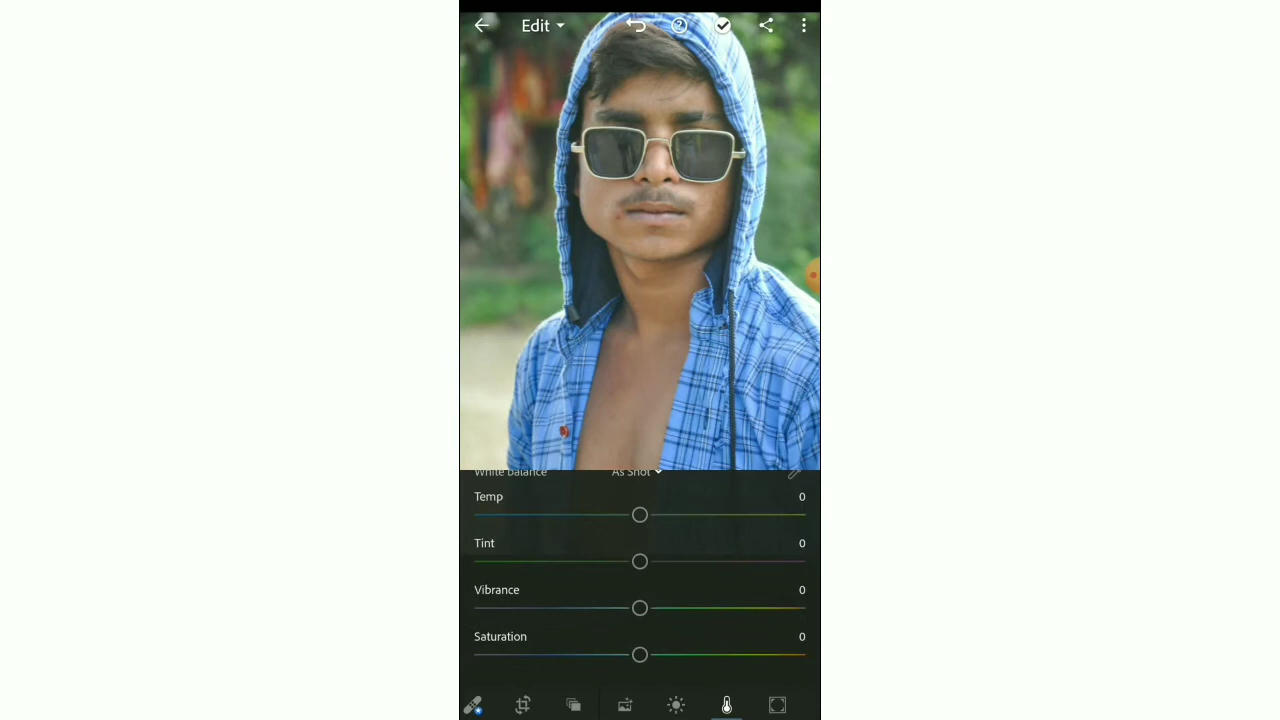 Edit
White balance As Shot
Temp 0
Tint 0
Vibrance 0
Saturation 0